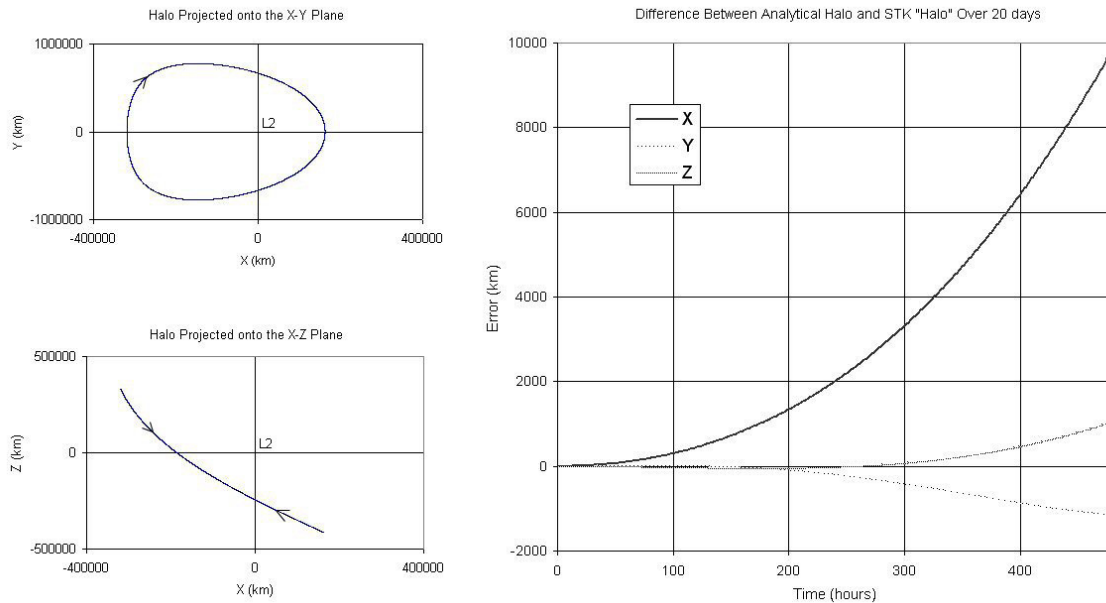 Halo Projected onto the X-Y Plane
1000000
0
-1000000
Y (km)
L2
-400000
0
400000
X (km)
Halo Projected onto the X-Z Plane
500000
0
-500000
Z (km)
L2
-400000
0
400000
X (km)
Difference Between Analytical Halo and STK "Halo" Over 20 days
10000
8000
6000
4000
2000
0
-2000
Error (km)
X
Y
Z
0
100
200
300
400
Time (hours)